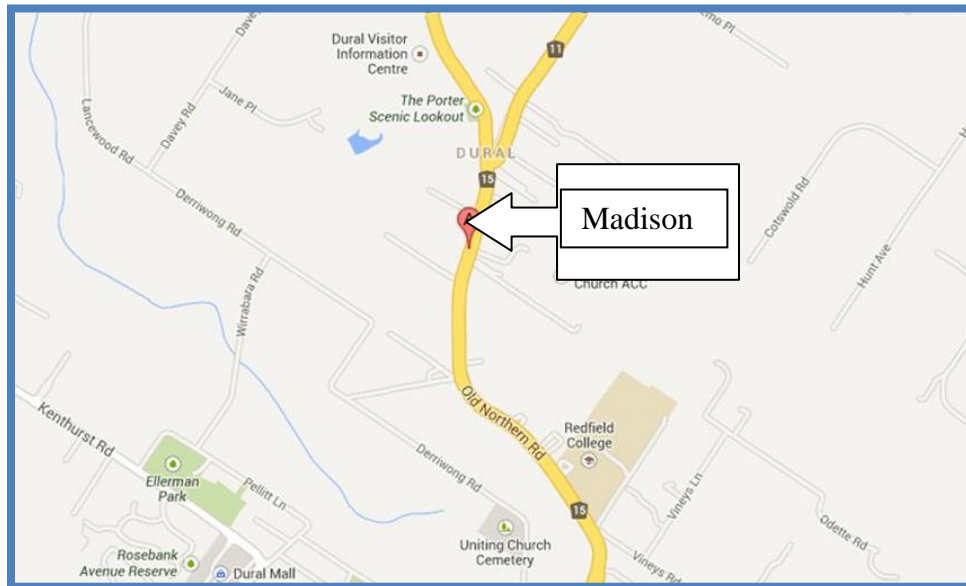 Dural Visitor
Information
Centre
11
The Porter
Scenic Lookout
Jane Pl
Davey Rd
Lancewood Rd
DURAL
15
Madison
Cotswold Rd
Hunt Ave
Derriwong Rd
Church ACC
Wirrabara Rd
Old Northern Rd
Kenthurst Rd
Redfield
College
Derriwong Rd
Ellerman
Park
Pellitt Ln
Vineys Ln
15
Odette Rd
Uniting Church
Cemetery
Rosebank
Avenue Reserve
Dural Mall
Vineys Rd